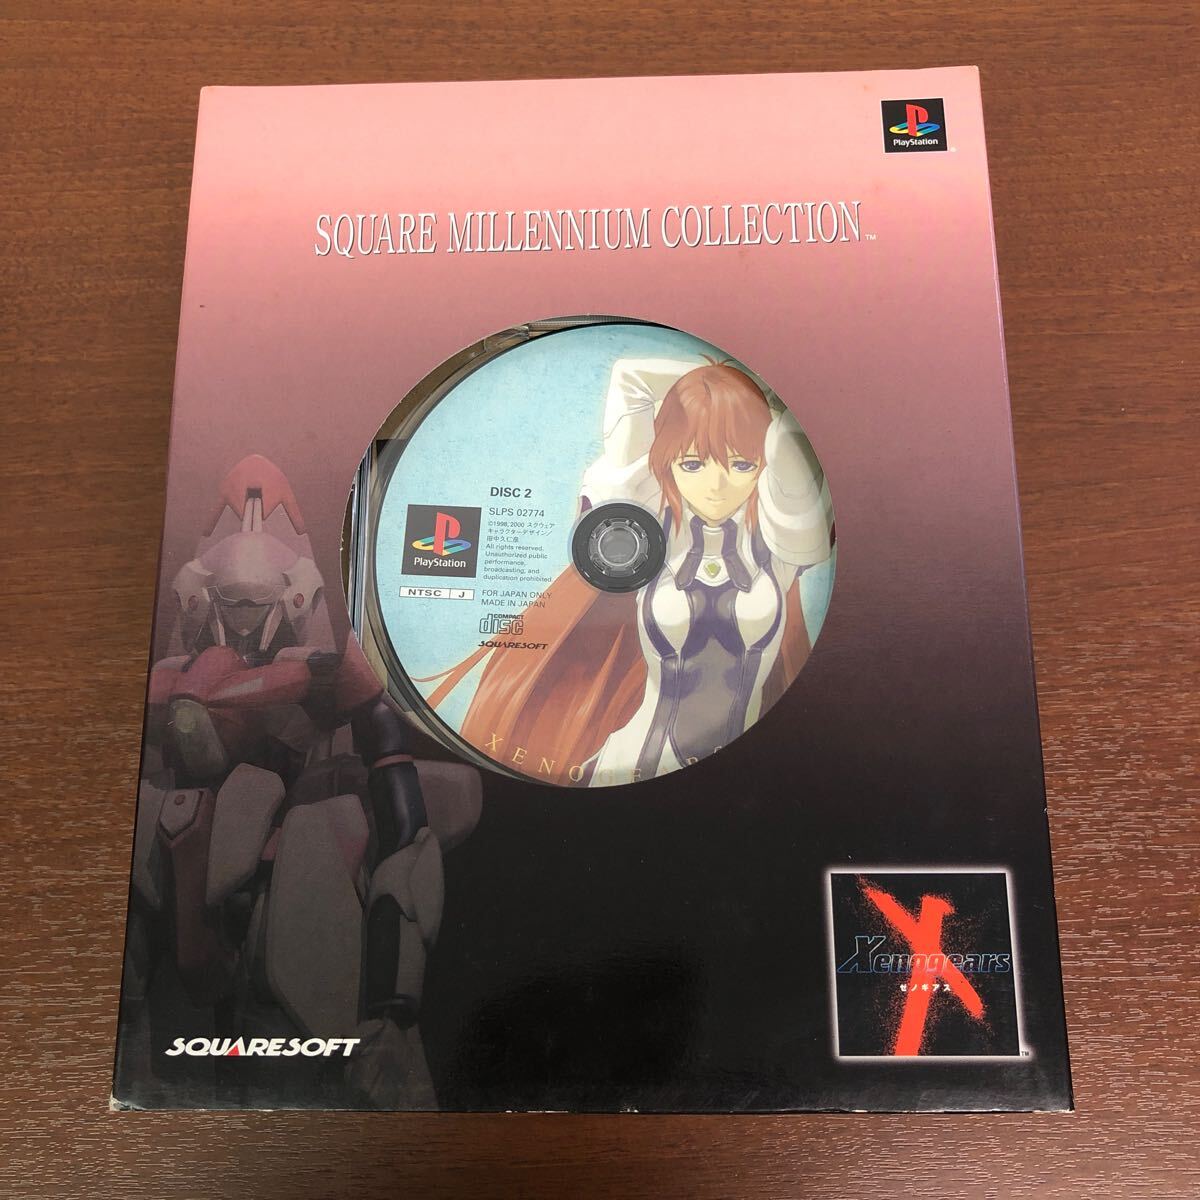 PlayStation
SQUARE MILLENNIUM COLLECTION™
DISC 2
SLPS 02774
©1998, 2000 スクウェア
キャラクターデザイン/
田中久仁彦
All rights reserved.
Unauthorized public
performance,
broadcasting, and
duplication prohibited.
PlayStation
NTSC J
FOR JAPAN ONLY
MADE IN JAPAN
COMPACT
disc
SQUARESOFT
XENOGEARS
Xenogears
ゼノギアス
™
SQUARESOFT